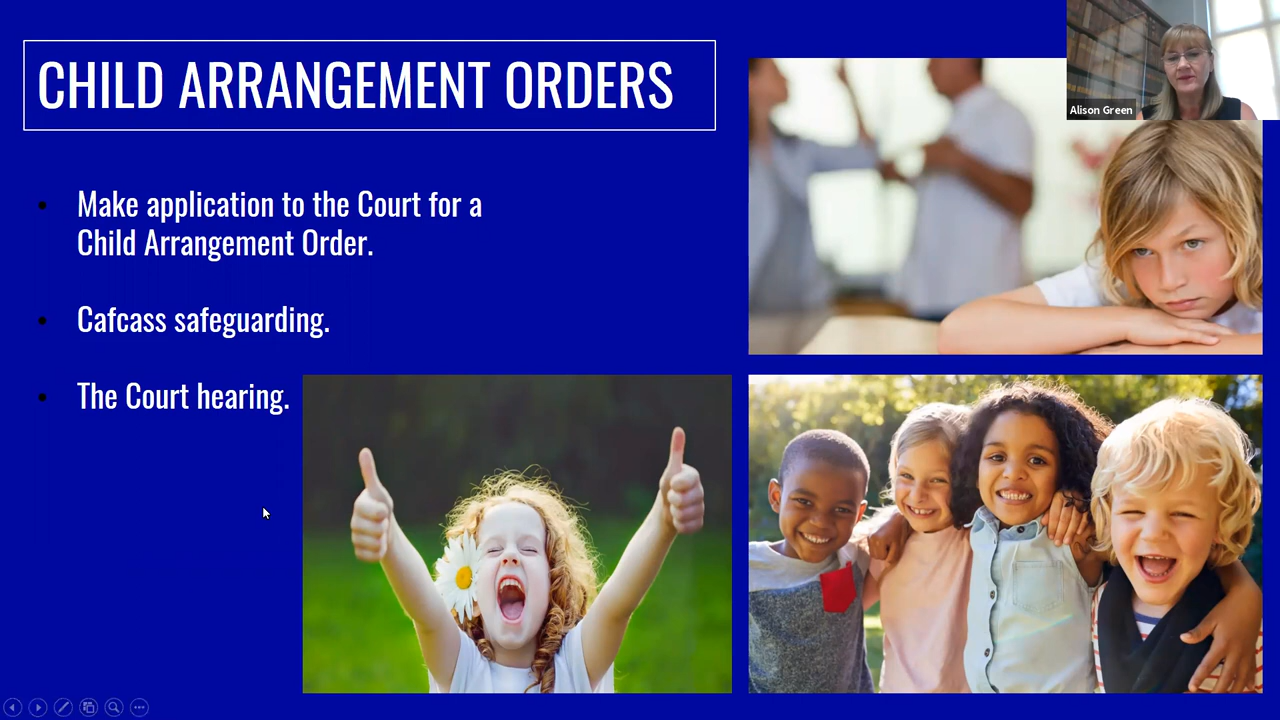 CHILD ARRANGEMENT ORDERS
Alison Green
• Make application to the Court for a
Child Arrangement Order.
• Cafcass safeguarding.
• The Court hearing.